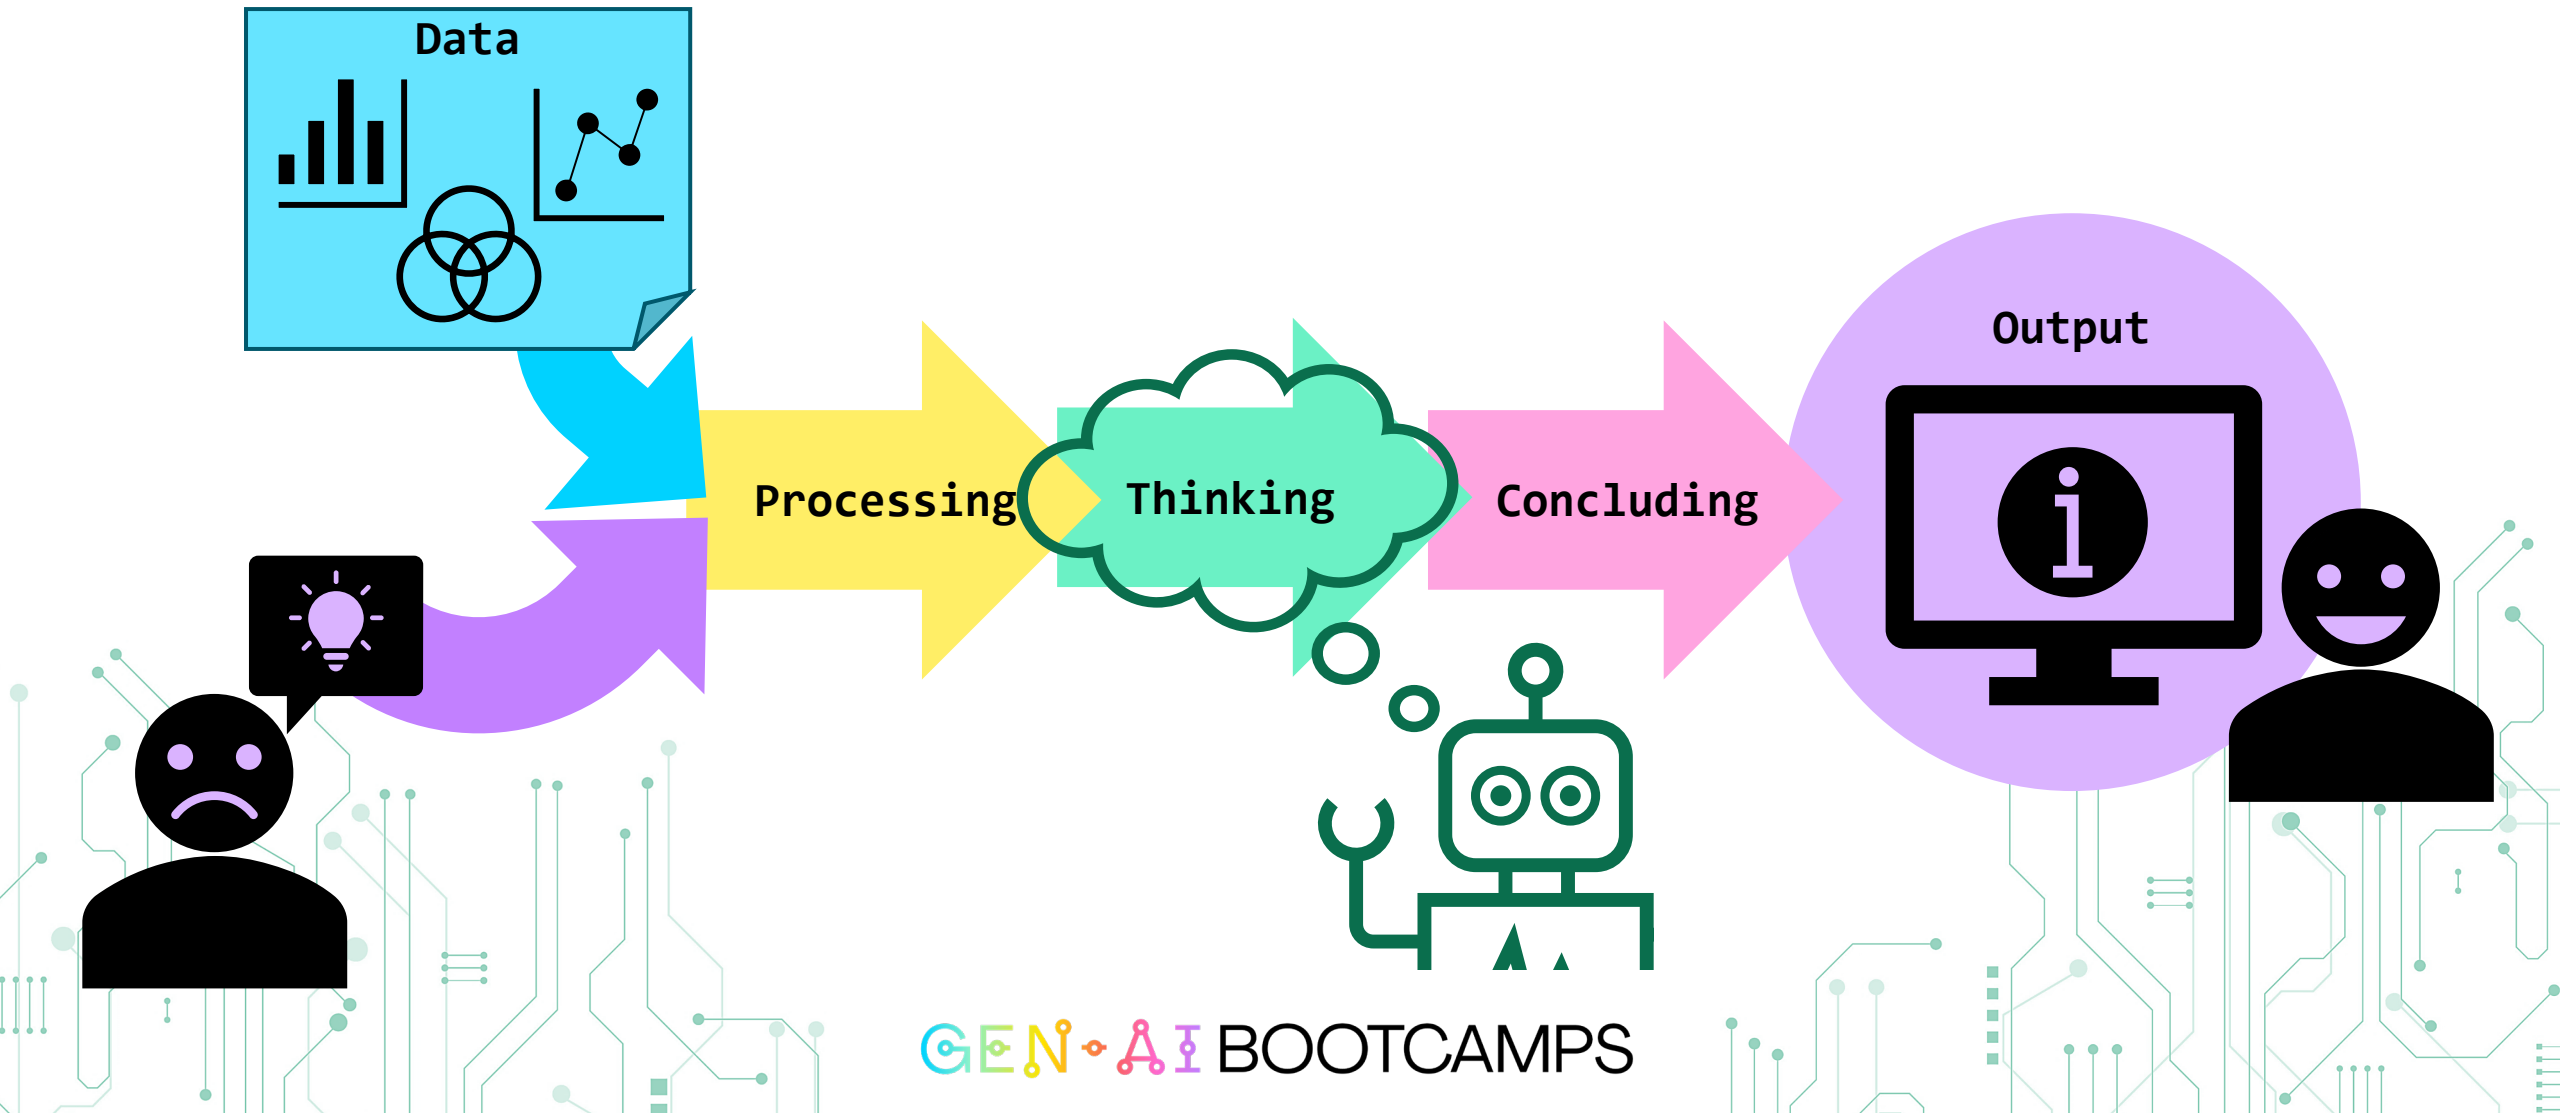 Data
Processing
Thinking
Concluding
Output
i
GEN-AI BOOTCAMPS